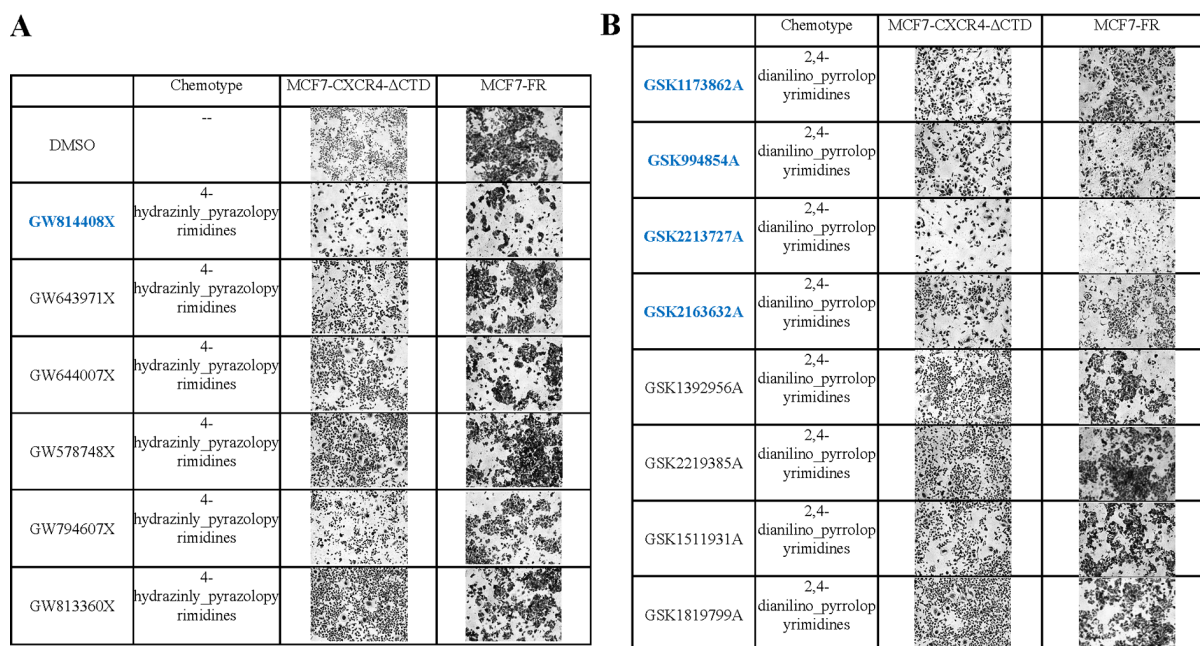 A
Chemotype MCF7-CXCR4-ΔCTD MCF7-FR
DMSO --
GW814408X
4-
hydrazinly_pyrazolopy
rimidines
GW643971X
4-
hydrazinly_pyrazolopy
rimidines
GW644007X
4-
hydrazinly_pyrazolopy
rimidines
GW578748X
4-
hydrazinly_pyrazolopy
rimidines
GW794607X
4-
hydrazinly_pyrazolopy
rimidines
GW813360X
4-
hydrazinly_pyrazolopy
rimidines
B
Chemotype MCF7-CXCR4-ΔCTD MCF7-FR
GSK1173862A
2,4-
dianilino_pyrrolop
yrimidines
GSK994854A
2,4-
dianilino_pyrrolop
yrimidines
GSK2213727A
2,4-
dianilino_pyrrolop
yrimidines
GSK2163632A
2,4-
dianilino_pyrrolop
yrimidines
GSK1392956A
2,4-
dianilino_pyrrolop
yrimidines
GSK2219385A
2,4-
dianilino_pyrrolop
yrimidines
GSK1511931A
2,4-
dianilino_pyrrolop
yrimidines
GSK1819799A
2,4-
dianilino_pyrrolop
yrimidines